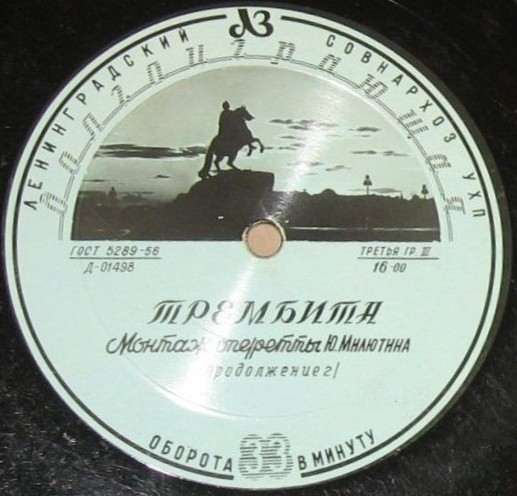 ЛЕНИНГРАДСКИЙ ЛЗ СОВНАРХОЗ УХП
Долгоиграющая
ГОСТ 5289-56
Д-01498
ТРЕТЬЯ ГР. III
16-00
ТРЕМБИТА
Монтаж оперетты Ю. Милютина
продолжение 2/
ОБОРОТА 33 В МИНУТУ